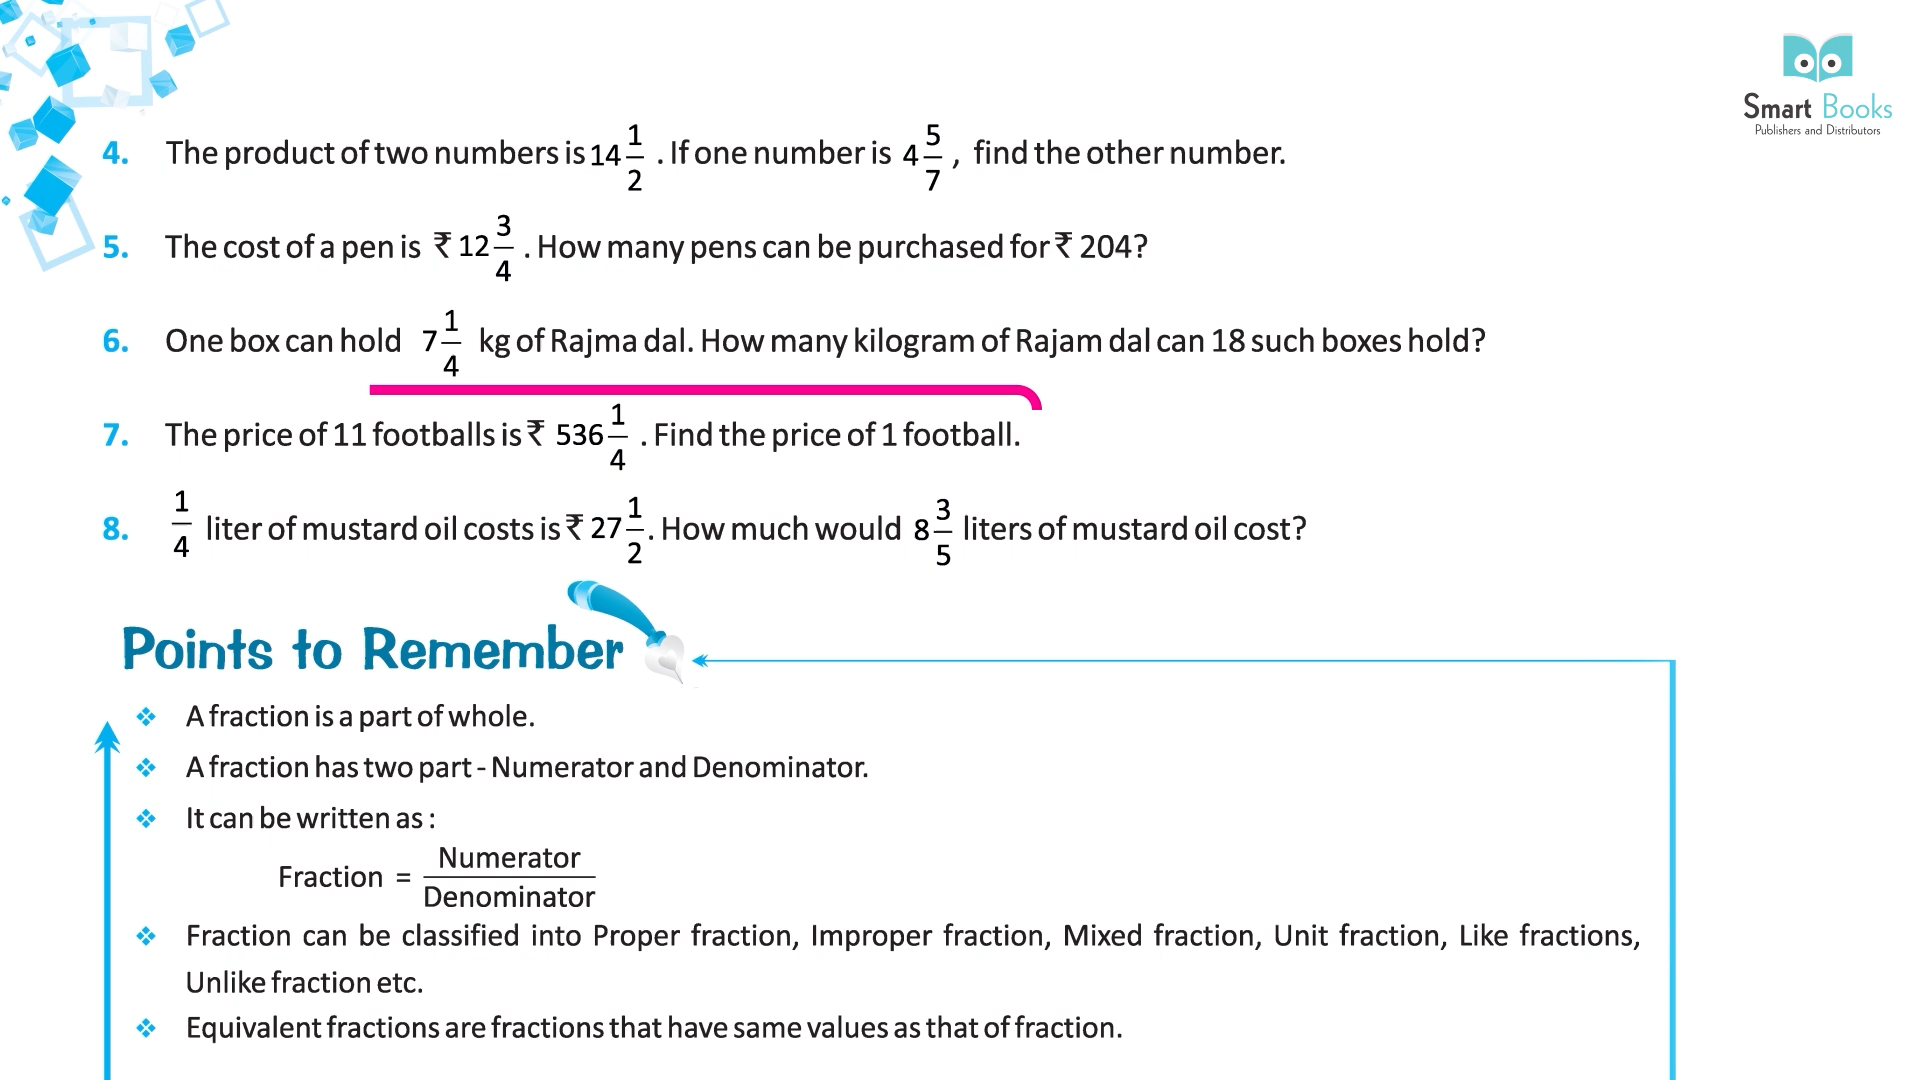 Smart Books
Publishers and Distributors
4. The product of two numbers is 14 1/2 . If one number is 4 5/7 , find the other number.
5. The cost of a pen is ₹ 12 3/4 . How many pens can be purchased for ₹ 204?
6. One box can hold 7 1/4 kg of Rajma dal. How many kilogram of Rajam dal can 18 such boxes hold?
7. The price of 11 footballs is ₹ 536 1/4 . Find the price of 1 football.
8. 1/4 liter of mustard oil costs is ₹ 27 1/2. How much would 8 3/5 liters of mustard oil cost?
Points to Remember
❖ A fraction is a part of whole.
❖ A fraction has two part - Numerator and Denominator.
❖ It can be written as :
Fraction = Numerator/Denominator
❖ Fraction can be classified into Proper fraction, Improper fraction, Mixed fraction, Unit fraction, Like fractions,
Unlike fraction etc.
❖ Equivalent fractions are fractions that have same values as that of fraction.